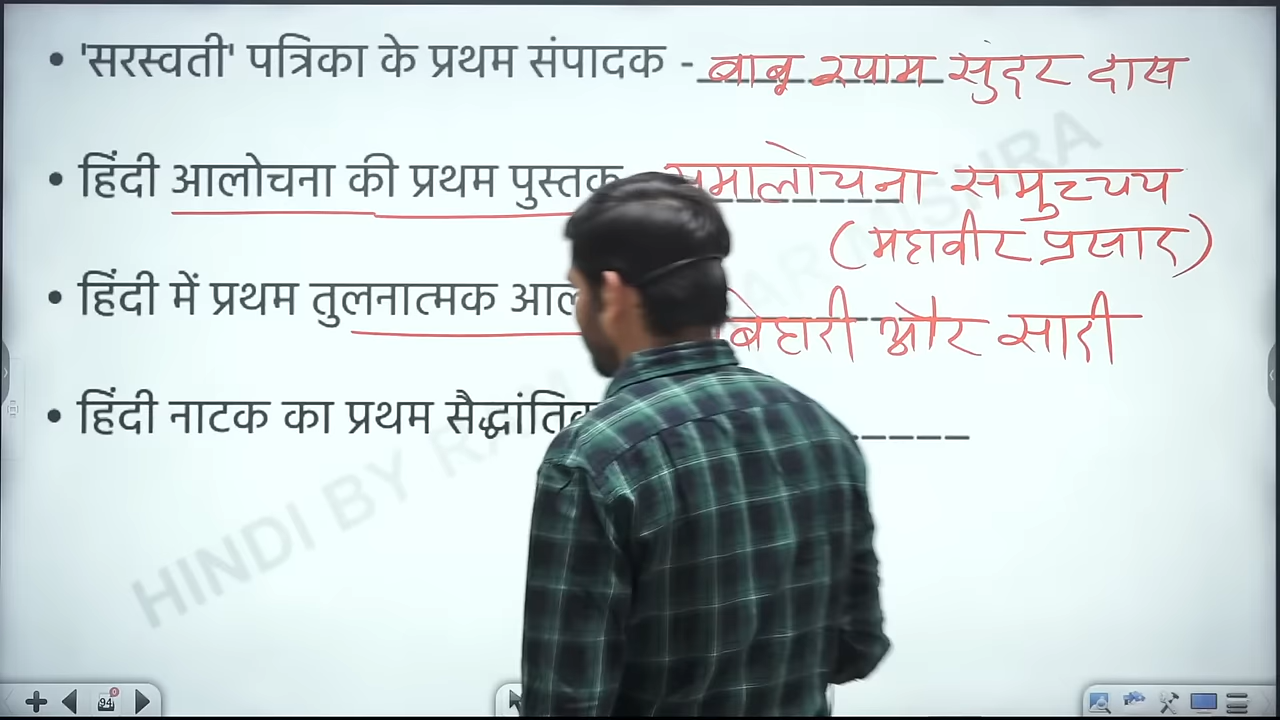 • 'सरस्वती' पत्रिका के प्रथम संपादक - बाबू श्याम सुंदर दास
• हिंदी आलोचना की प्रथम पुस्तक समालोचना समुच्चय
(महावीर प्रसाद)
• हिंदी में प्रथम तुलनात्मक बिहारी और सादी
• हिंदी नाटक का प्रथम
HINDI BY
94